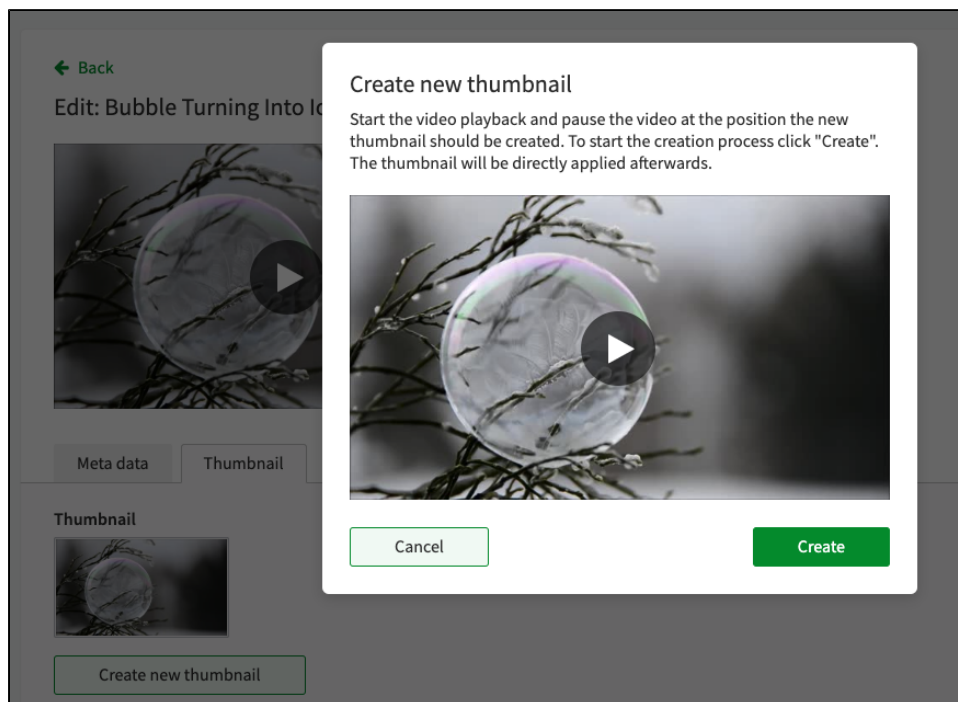 Back
Edit: Bubble Turning Into
Create new thumbnail
Start the video playback and pause the video at the position the new
thumbnail should be created. To start the creation process click "Create".
The thumbnail will be directly applied afterwards.
Meta data
Thumbnail
Cancel
Create
Thumbnail
Create new thumbnail